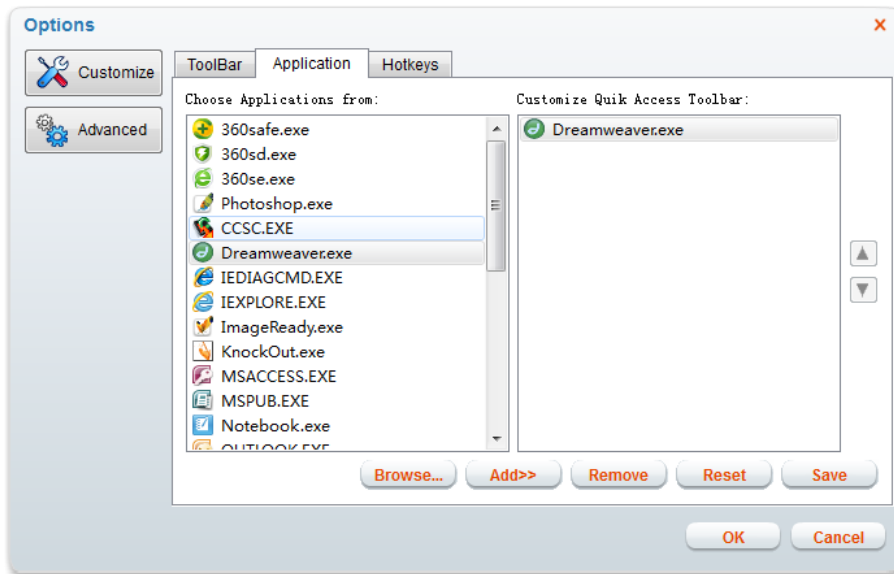 Options
Customize
Advanced
ToolBar Application Hotkeys
Choose Applications from:
360safe.exe
360sd.exe
360se.exe
Photoshop.exe
CCSC.EXE
Dreamweaver.exe
IEDIAGCMD.EXE
IEXPLORE.EXE
ImageReady.exe
KnockOut.exe
MSACCESS.EXE
MSPUB.EXE
Notebook.exe
OUTLOOK.EXE
Customize Quik Access Toolbar:
Dreamweaver.exe
Browse... Add>> Remove Reset Save
OK Cancel